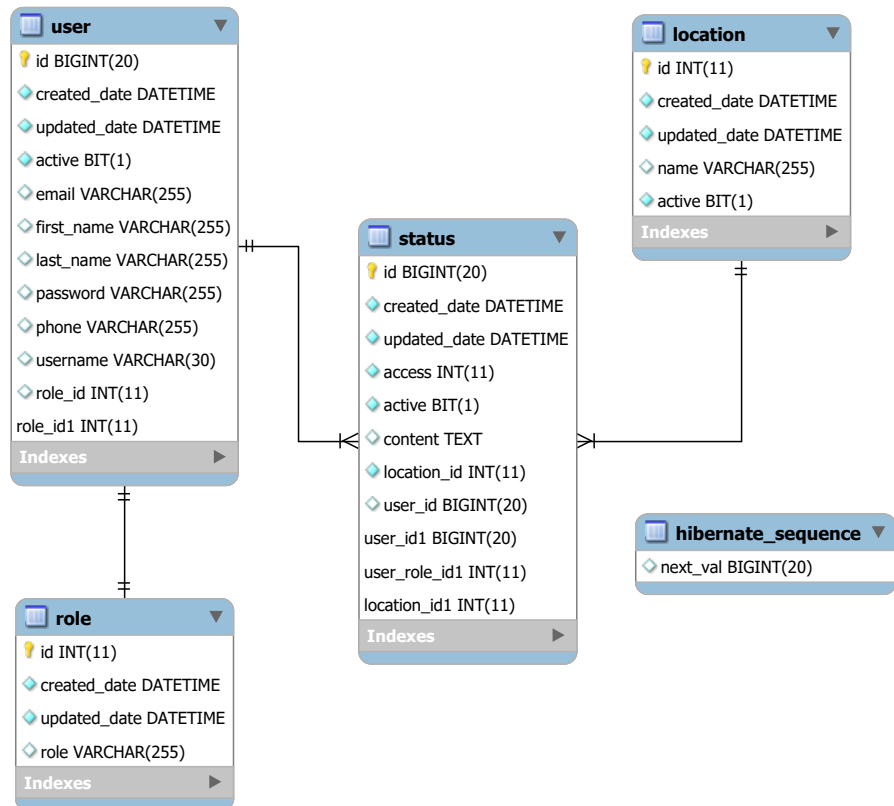 user
id BIGINT(20)
created_date DATETIME
updated_date DATETIME
active BIT(1)
email VARCHAR(255)
first_name VARCHAR(255)
last_name VARCHAR(255)
password VARCHAR(255)
phone VARCHAR(255)
username VARCHAR(30)
role_id INT(11)
role_id1 INT(11)
Indexes
location
id INT(11)
created_date DATETIME
updated_date DATETIME
name VARCHAR(255)
active BIT(1)
Indexes
status
id BIGINT(20)
created_date DATETIME
updated_date DATETIME
access INT(11)
active BIT(1)
content TEXT
location_id INT(11)
user_id BIGINT(20)
user_id1 BIGINT(20)
user_role_id1 INT(11)
location_id1 INT(11)
Indexes
hibernate_sequence
next_val BIGINT(20)
role
id INT(11)
created_date DATETIME
updated_date DATETIME
role VARCHAR(255)
Indexes